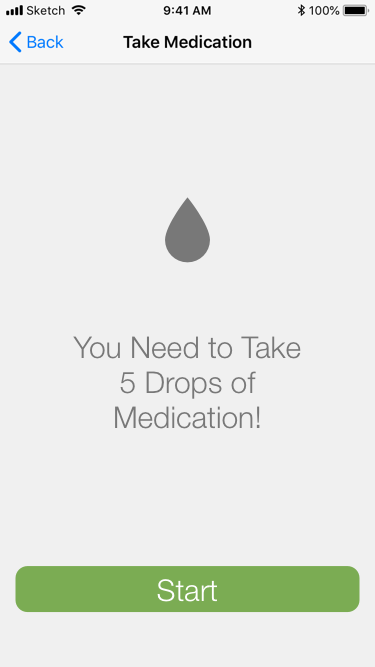 Sketch 9:41 AM 100%
Back Take Medication
You Need to Take
5 Drops of
Medication!
Start